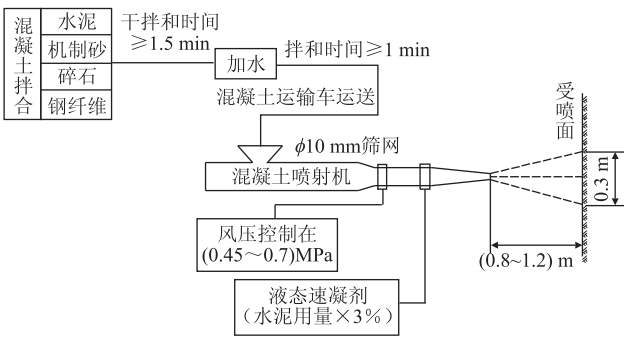 混凝土拌合
水泥
机制砂
碎石
钢纤维
干拌和时间
≥1.5 min
加水
拌和时间≥1 min
混凝土运输车运送
ϕ10 mm筛网
混凝土喷射机
受喷面
0.3 m
(0.8~1.2) m
风压控制在
(0.45～0.7)MPa
液态速凝剂
（水泥用量×3%）